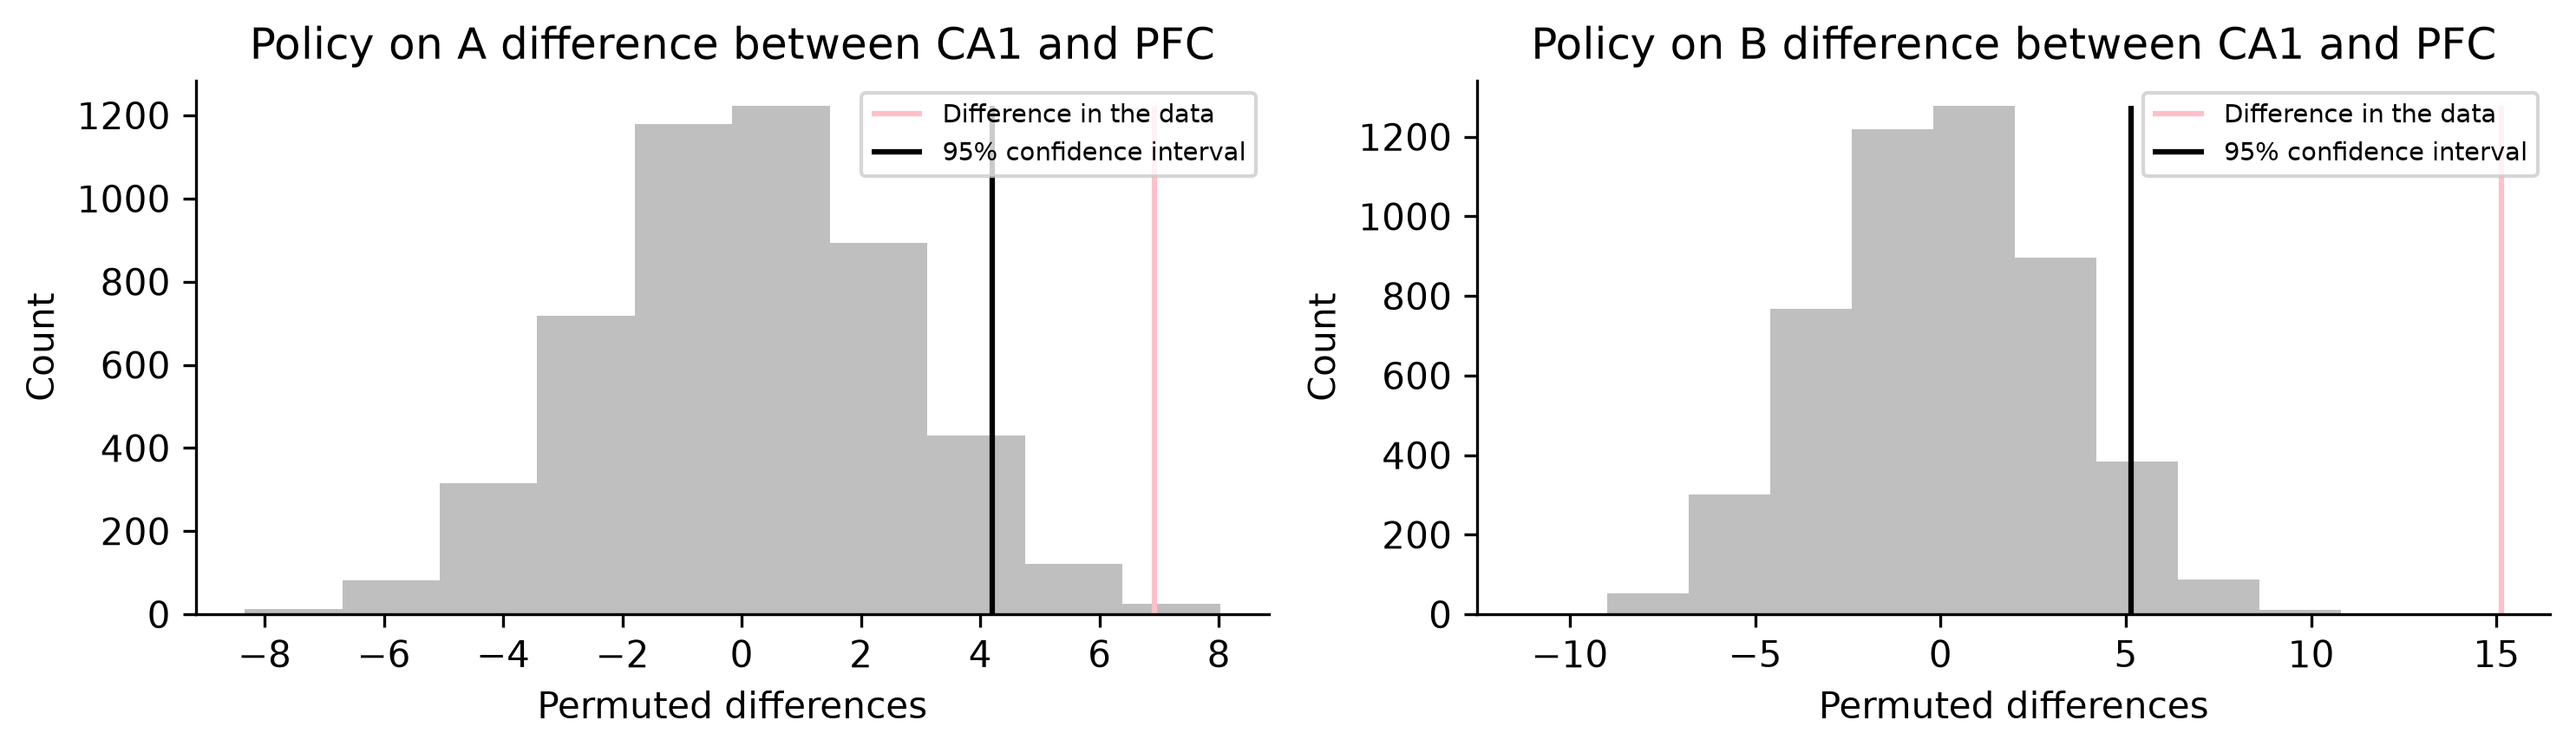 Policy on A difference between CA1 and PFC
Count
1200
1000
800
600
400
200
0
Difference in the data
95% confidence interval
−8 −6 −4 −2 0 2 4 6 8
Permuted differences
Policy on B difference between CA1 and PFC
Count
1200
1000
800
600
400
200
0
Difference in the data
95% confidence interval
−10 −5 0 5 10 15
Permuted differences